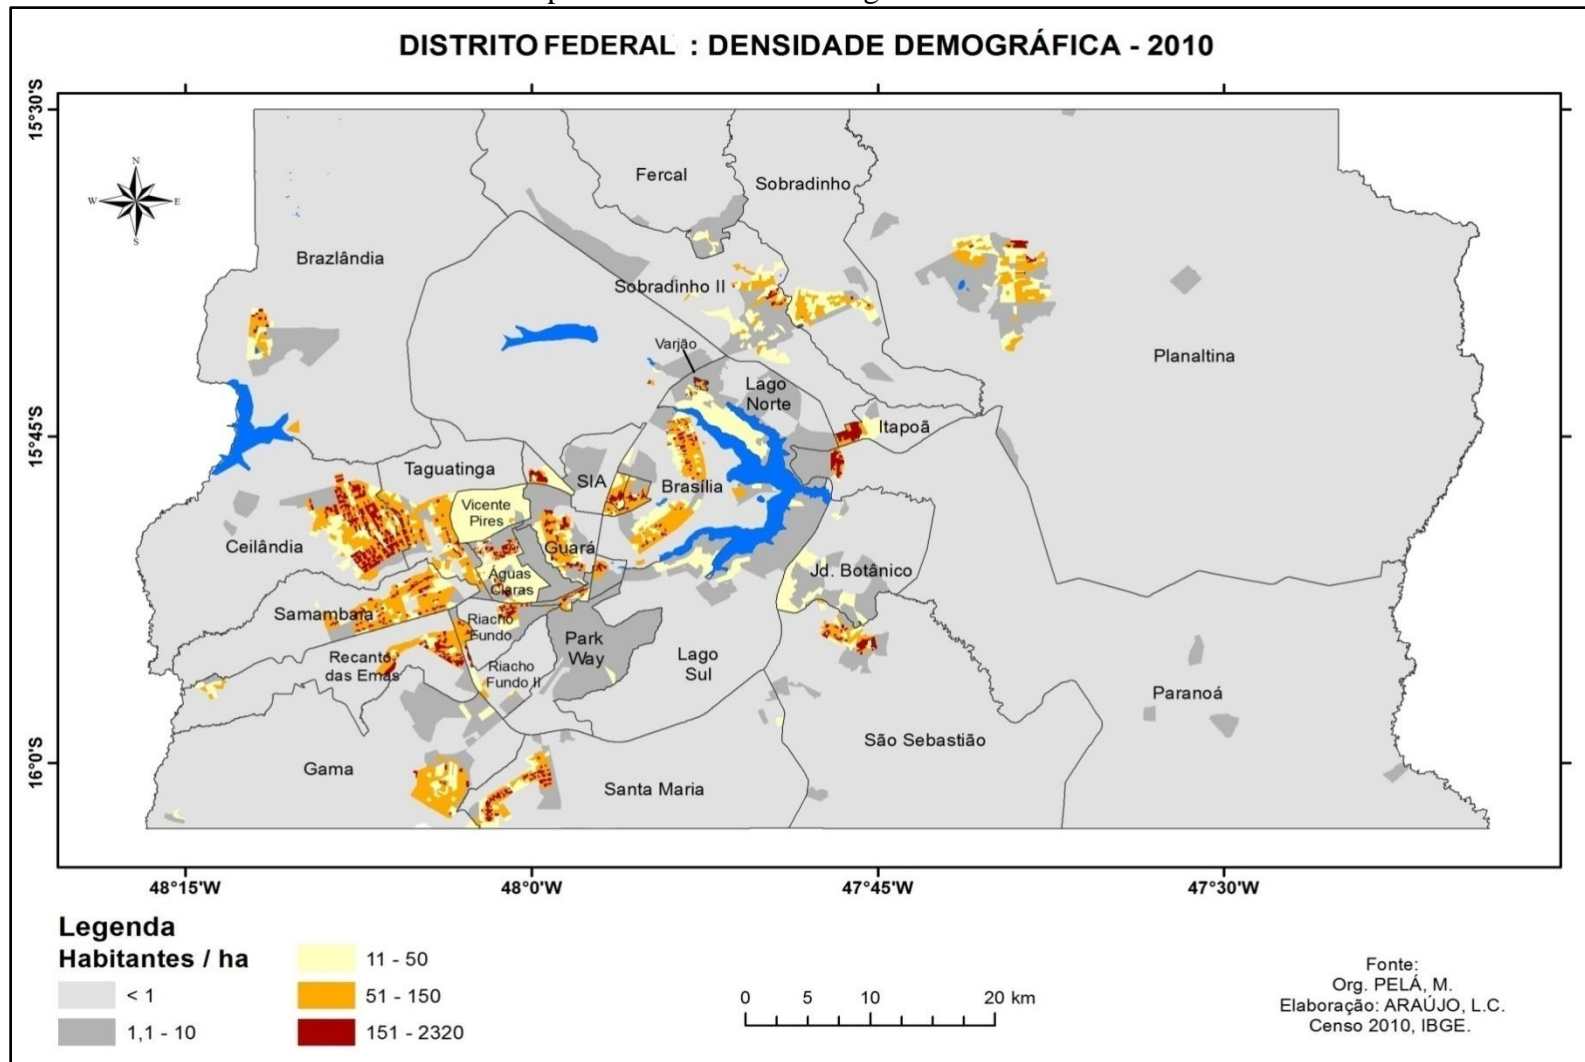 DISTRITO FEDERAL : DENSIDADE DEMOGRÁFICA - 2010
15°30'S
15°45'S
16°0'S
N
W
E
S
Fercal
Sobradinho
Brazlândia
Sobradinho II
Planaltina
Varjão
Lago
Norte
Itapoã
Taguatinga
SIA
Brasília
Vicente
Pires
Ceilândia
Guará
Águas
Claras
Jd. Botânico
Samambaia
Riacho
Fundo
Park
Way
Recanto
das Emas
Riacho
Fundo II
Lago
Sul
Paranoá
São Sebastião
Gama
Santa Maria
48°15'W
48°0'W
47°45'W
47°30'W
Legenda
Habitantes / ha
< 1
1,1 - 10
11 - 50
51 - 150
151 - 2320
0 5 10 20 km
Fonte:
Org. PELÁ, M.
Elaboração: ARAÚJO, L.C.
Censo 2010, IBGE.